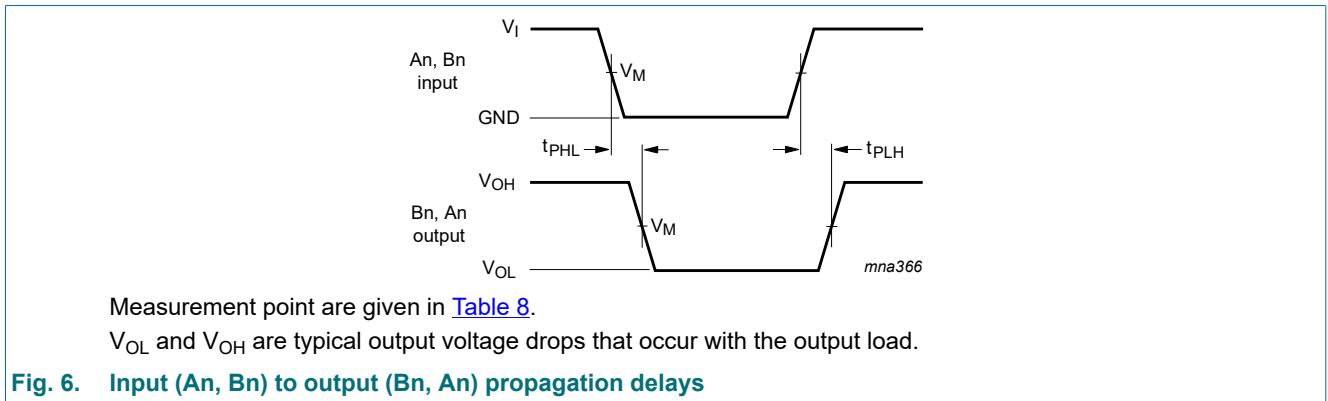 V_I
An, Bn
input
V_M
GND
t_PHL
t_PLH
V_OH
Bn, An
output
V_M
V_OL
mna366
Measurement point are given in Table 8.
V_OL and V_OH are typical output voltage drops that occur with the output load.
Fig. 6. Input (An, Bn) to output (Bn, An) propagation delays